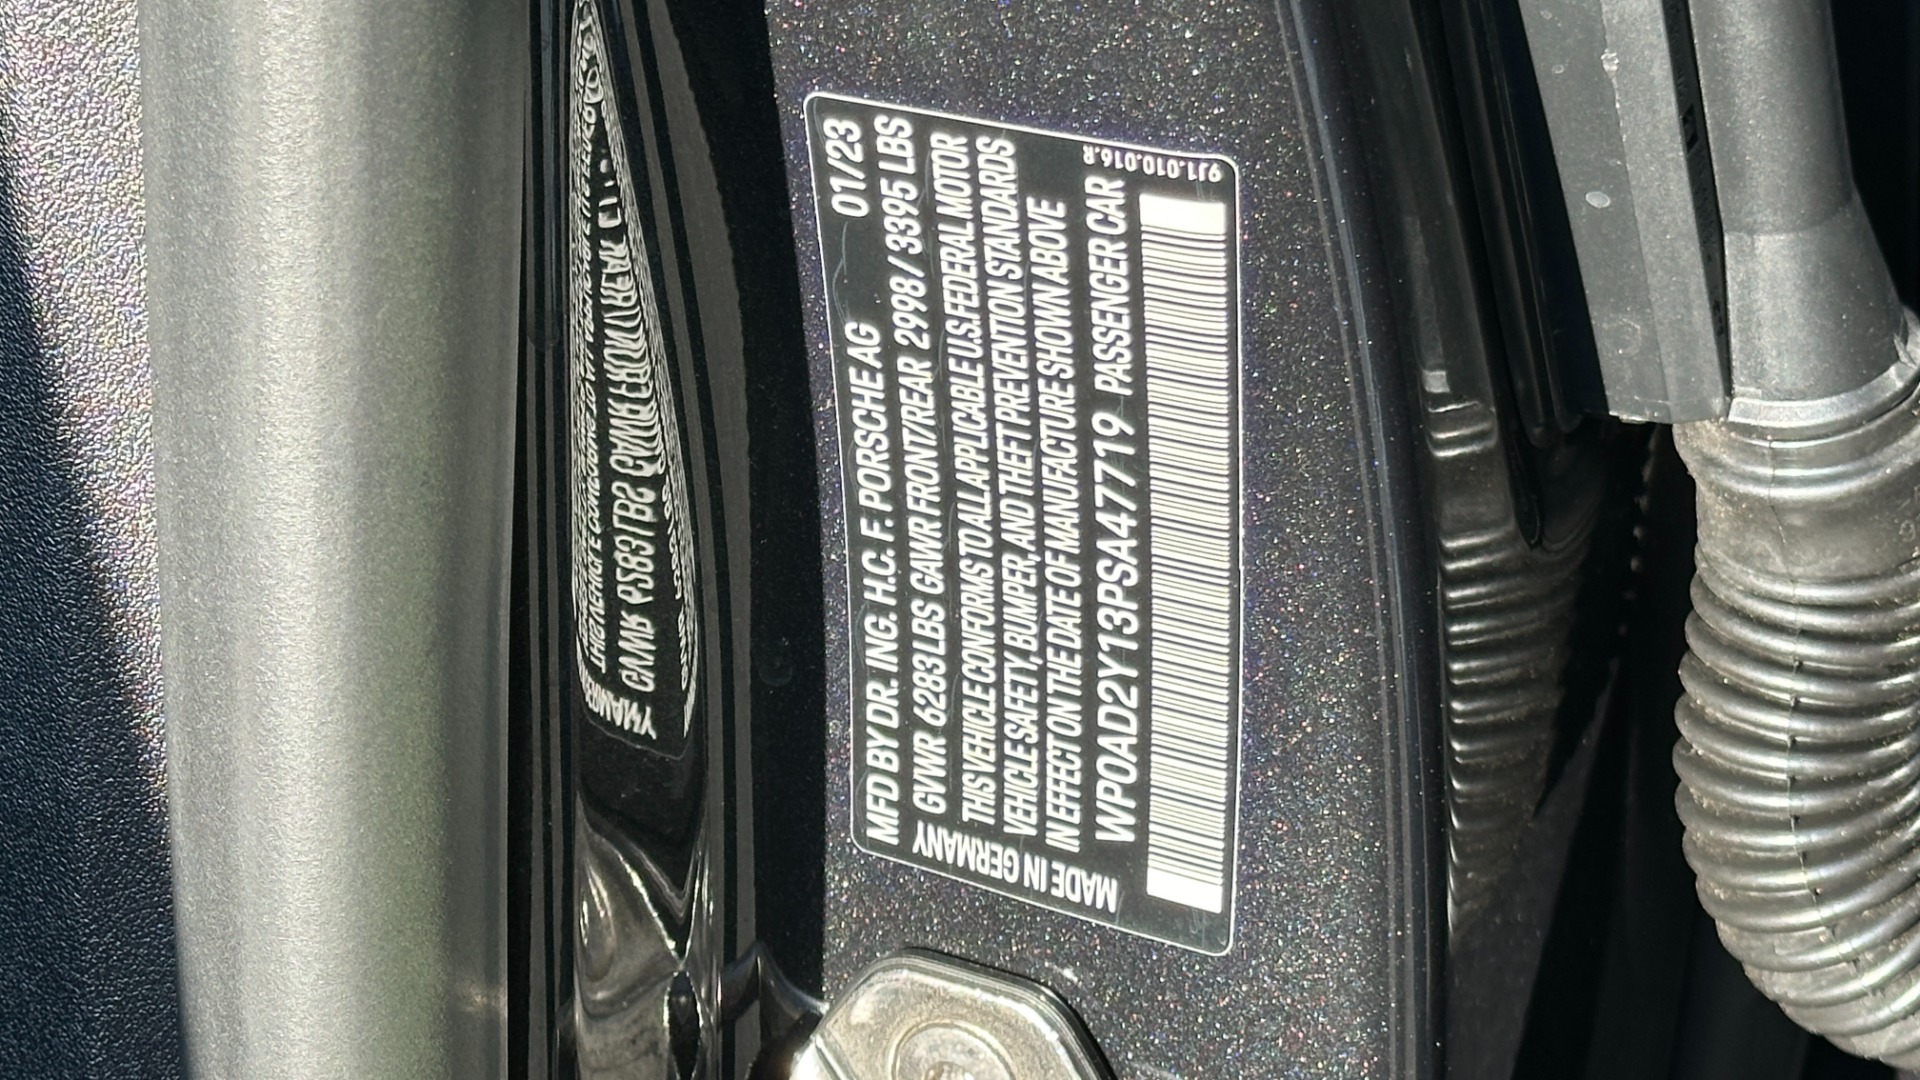 MFD BY DR. ING. H.C. F. PORSCHE AG 01/23
GVWR 6283 LBS GAWR FRONT/REAR 2998 / 3395 LBS
THIS VEHICLE CONFORMS TO ALL APPLICABLE U.S. FEDERAL MOTOR
VEHICLE SAFETY, BUMPER, AND THEFT PREVENTION STANDARDS
IN EFFECT ON THE DATE OF MANUFACTURE SHOWN ABOVE
WP0AD2Y13PSA47719 PASSENGER CAR
MADE IN GERMANY
9J1.010.016.R